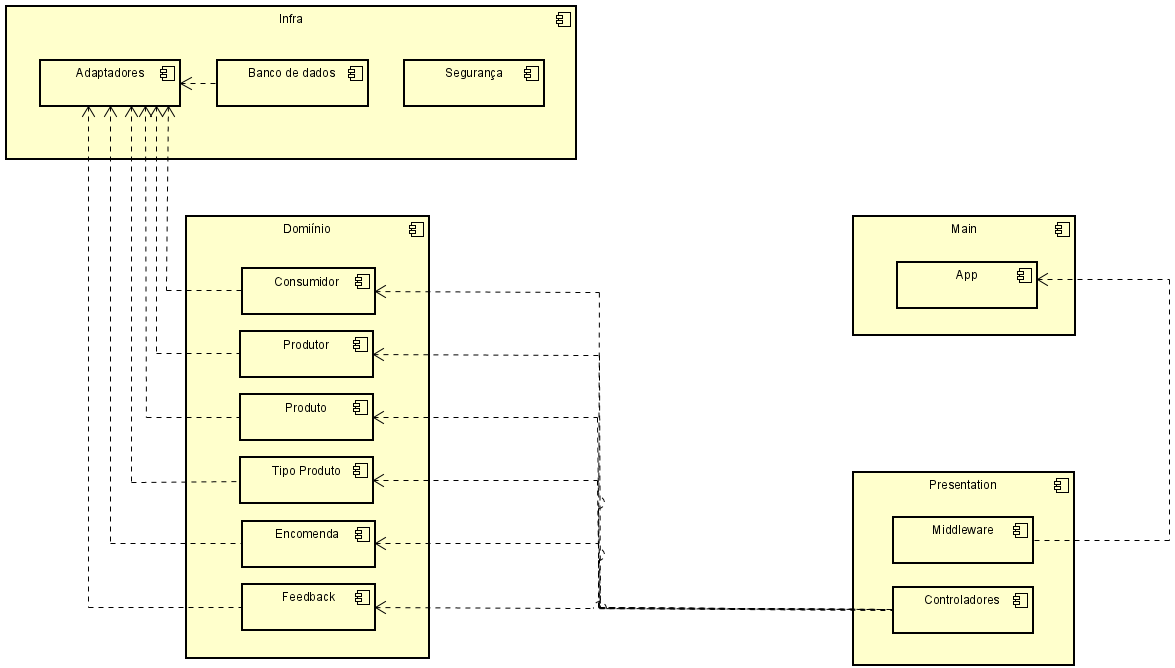 Infra
Adaptadores
Banco de dados
Segurança
Domiínio
Consumidor
Produtor
Produto
Tipo Produto
Encomenda
Feedback
Main
App
Presentation
Middleware
Controladores